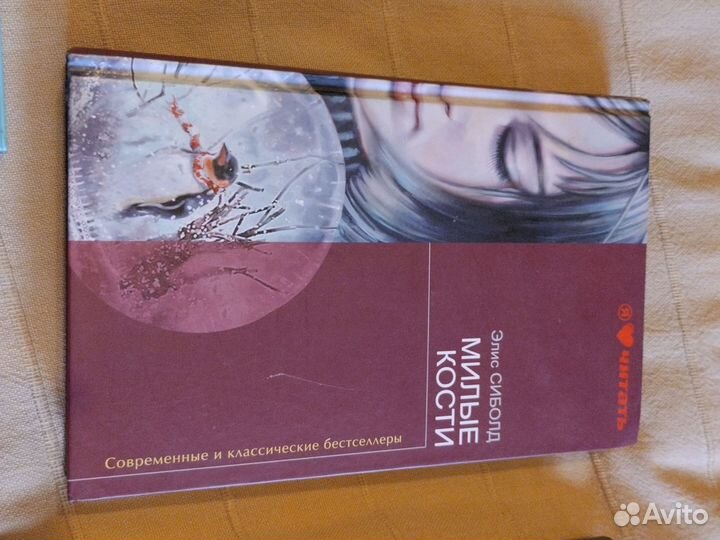 Я ❤ читать
Элис СИБОЛД
МИЛЫЕ
КОСТИ
Современные и классические бестселлеры
Avito